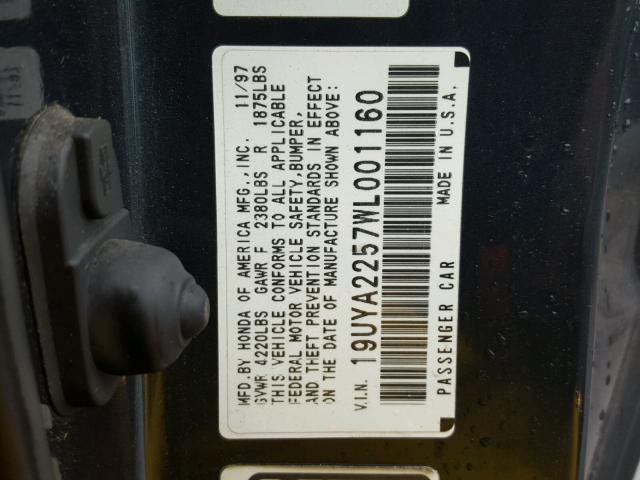 MFD.BY HONDA OF AMERICA MFG.,INC. 11/97
GVWR 4220LBS GAWR F 2380LBS R 1875LBS
THIS VEHICLE CONFORMS TO ALL APPLICABLE
FEDERAL MOTOR VEHICLE SAFETY,BUMPER,
AND THEFT PREVENTION STANDARDS IN EFFECT
ON THE DATE OF MANUFACTURE SHOWN ABOVE:
V.I.N. 19UYA2257WL001160
PASSENGER CAR MADE IN U.S.A.